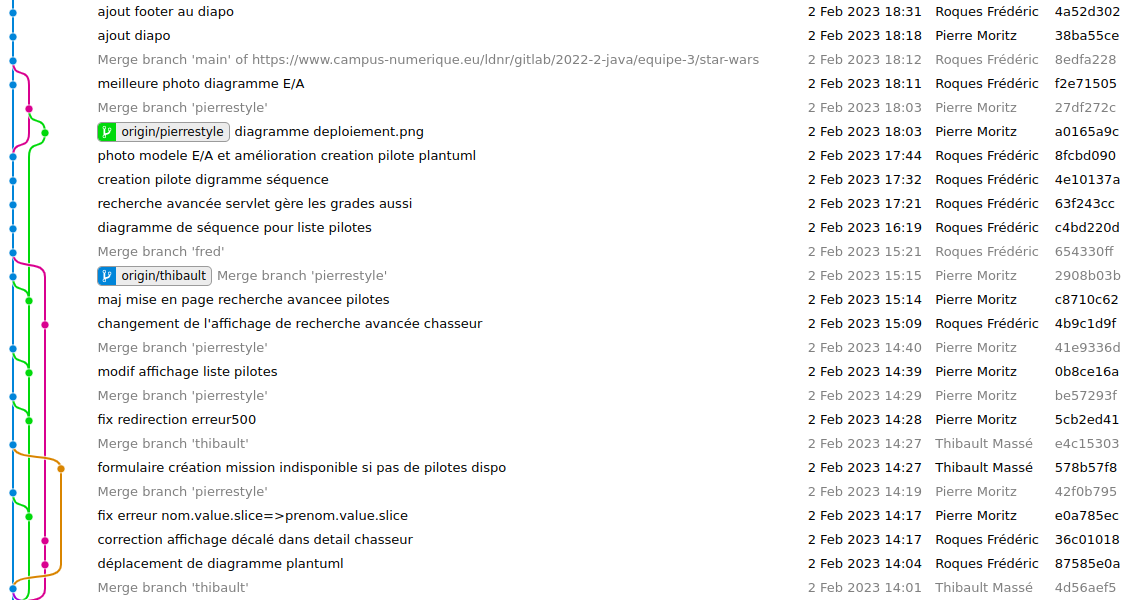 ajout footer au diapo 2 Feb 2023 18:31 Roques Frédéric 4a52d302
ajout diapo 2 Feb 2023 18:18 Pierre Moritz 38ba55ce
Merge branch 'main' of https://www.campus-numerique.eu/ldnr/gitlab/2022-2-java/equipe-3/star-wars 2 Feb 2023 18:12 Roques Frédéric 8edfa228
meilleure photo diagramme E/A 2 Feb 2023 18:11 Roques Frédéric f2e71505
Merge branch 'pierrestyle' 2 Feb 2023 18:03 Pierre Moritz 27df272c
origin/pierrestyle diagramme deploiement.png 2 Feb 2023 18:03 Pierre Moritz a0165a9c
photo modele E/A et amélioration creation pilote plantuml 2 Feb 2023 17:44 Roques Frédéric 8fcbd090
creation pilote digramme séquence 2 Feb 2023 17:32 Roques Frédéric 4e10137a
recherche avancée servlet gère les grades aussi 2 Feb 2023 17:21 Roques Frédéric 63f243cc
diagramme de séquence pour liste pilotes 2 Feb 2023 16:19 Roques Frédéric c4bd220d
Merge branch 'fred' 2 Feb 2023 15:21 Roques Frédéric 654330ff
origin/thibault Merge branch 'pierrestyle' 2 Feb 2023 15:15 Pierre Moritz 2908b03b
maj mise en page recherche avancee pilotes 2 Feb 2023 15:14 Pierre Moritz c8710c62
changement de l'affichage de recherche avancée chasseur 2 Feb 2023 15:09 Roques Frédéric 4b9c1d9f
Merge branch 'pierrestyle' 2 Feb 2023 14:40 Pierre Moritz 41e9336d
modif affichage liste pilotes 2 Feb 2023 14:39 Pierre Moritz 0b8ce16a
Merge branch 'pierrestyle' 2 Feb 2023 14:29 Pierre Moritz be57293f
fix redirection erreur500 2 Feb 2023 14:28 Pierre Moritz 5cb2ed41
Merge branch 'thibault' 2 Feb 2023 14:27 Thibault Massé e4c15303
formulaire création mission indisponible si pas de pilotes dispo 2 Feb 2023 14:27 Thibault Massé 578b57f8
Merge branch 'pierrestyle' 2 Feb 2023 14:19 Pierre Moritz 42f0b795
fix erreur nom.value.slice=>prenom.value.slice 2 Feb 2023 14:17 Pierre Moritz e0a785ec
correction affichage décalé dans detail chasseur 2 Feb 2023 14:17 Roques Frédéric 36c01018
déplacement de diagramme plantuml 2 Feb 2023 14:04 Roques Frédéric 87585e0a
Merge branch 'thibault' 2 Feb 2023 14:01 Thibault Massé 4d56aef5